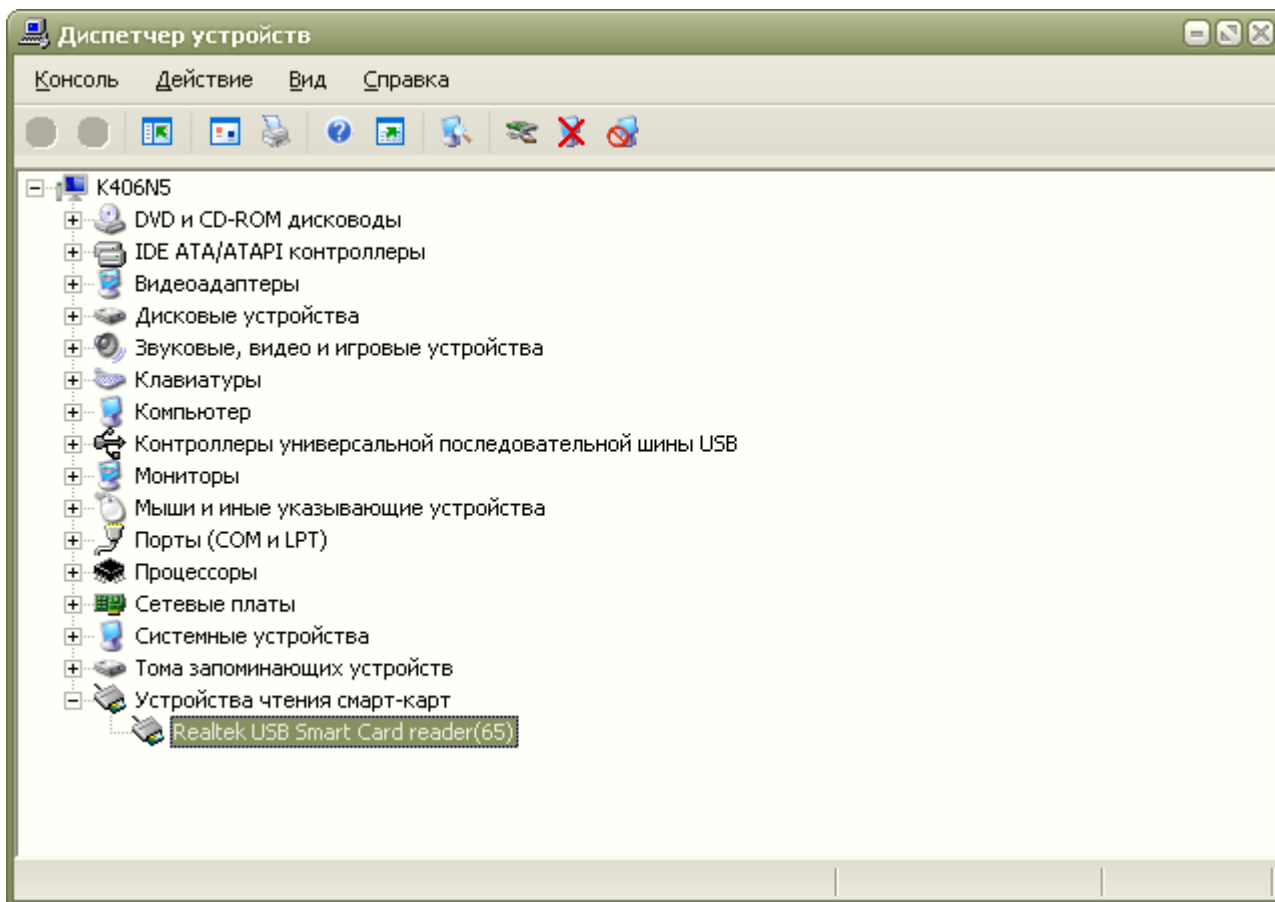 Диспетчер устройств
Консоль Действие Вид Справка
K406N5
DVD и CD-ROM дисководы
IDE ATA/ATAPI контроллеры
Видеоадаптеры
Дисковые устройства
Звуковые, видео и игровые устройства
Клавиатуры
Компьютер
Контроллеры универсальной последовательной шины USB
Мониторы
Мыши и иные указывающие устройства
Порты (COM и LPT)
Процессоры
Сетевые платы
Системные устройства
Тома запоминающих устройств
Устройства чтения смарт-карт
Realtek USB Smart Card reader(65)